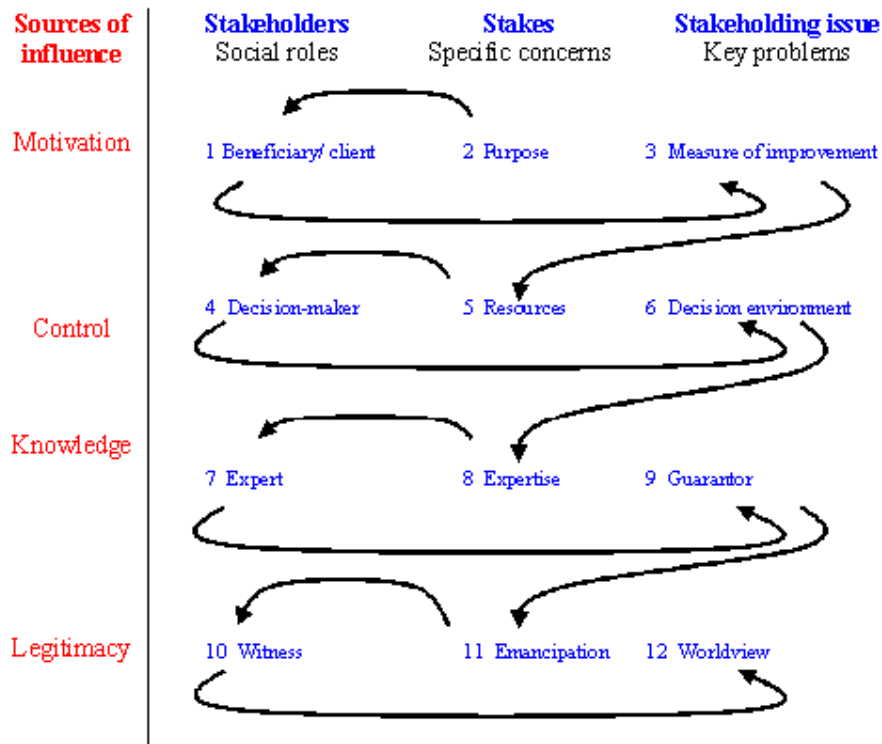 Sources of influence
Stakeholders Stakes Stakeholding issue
Social roles Specific concerns Key problems
Motivation
1 Beneficiary/ client 2 Purpose 3 Measure of improvement
Control
4 Decision-maker 5 Resources 6 Decision environment
Knowledge
7 Expert 8 Expertise 9 Guarantor
Legitimacy
10 Witness 11 Emancipation 12 Worldview